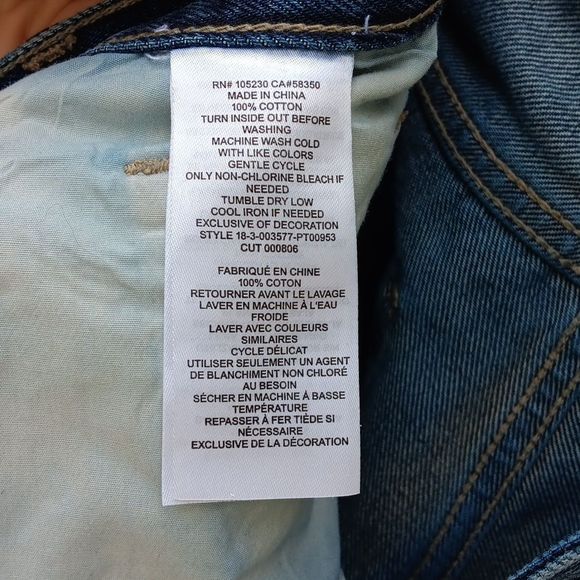 RN# 105230 CA#58350
MADE IN CHINA
100% COTTON
TURN INSIDE OUT BEFORE
WASHING
MACHINE WASH COLD
WITH LIKE COLORS
GENTLE CYCLE
ONLY NON-CHLORINE BLEACH IF
NEEDED
TUMBLE DRY LOW
COOL IRON IF NEEDED
EXCLUSIVE OF DECORATION
STYLE 18-3-003577-PT00953
CUT 000806
FABRIQUÉ EN CHINE
100% COTON
RETOURNER AVANT LE LAVAGE
LAVER EN MACHINE À L'EAU
FROIDE
LAVER AVEC COULEURS
SIMILAIRES
CYCLE DÉLICAT
UTILISER SEULEMENT UN AGENT
DE BLANCHIMENT NON CHLORÉ
AU BESOIN
SÉCHER EN MACHINE À BASSE
TEMPÉRATURE
REPASSER À FER TIÈDE SI
NÉCESSAIRE
EXCLUSIVE DE LA DÉCORATION